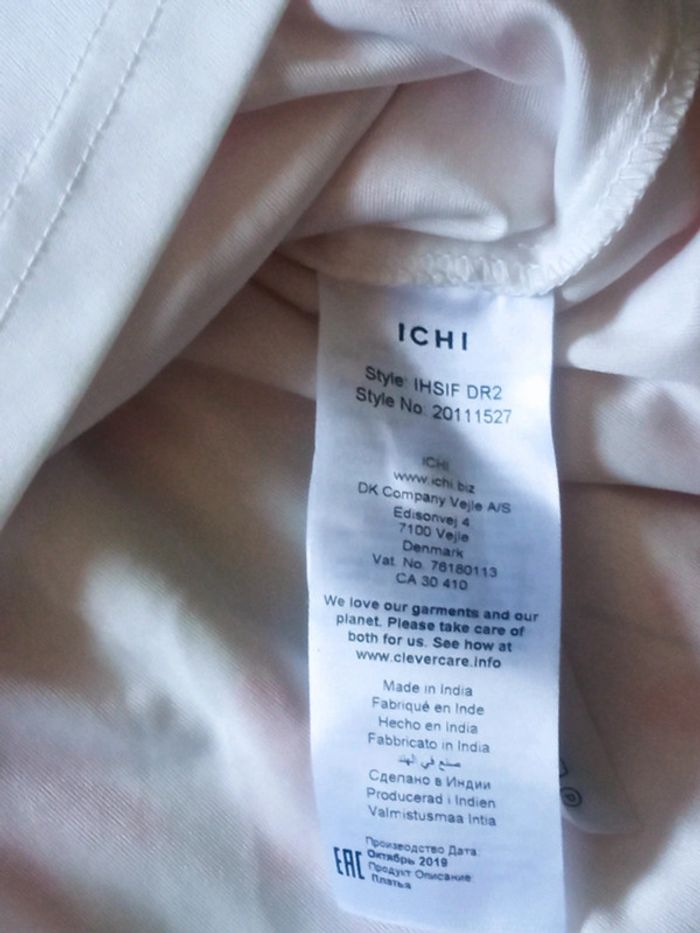 ICHI
Style: IHSIF DR2
Style No: 20111527
ICHI
www.ichi.biz
DK Company Vejle A/S
Edisonvej 4
7100 Vejle
Denmark
Vat. No. 76180113
CA 30 410
We love our garments and our
planet. Please take care of
both for us. See how at
www.clevercare.info
Made in India
Fabriqué en Inde
Hecho en India
Fabbricato in India
صنع في الهند
Сделано в Индии
Producerad i Indien
Valmistusmaa Intia
EAC
Производство Дата:
Октябрь 2019
Продукт Описание:
Платья
P